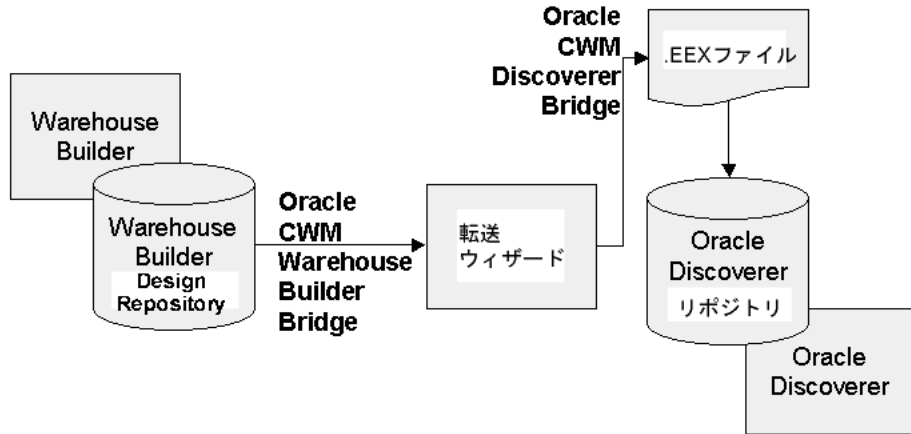 Warehouse
Builder
Warehouse
Builder
Design
Repository
Oracle
CWM
Warehouse
Builder
Bridge
転送
ウィザード
Oracle
CWM
Discoverer
Bridge
.EEXファイル
Oracle
Discoverer
リポジトリ
Oracle
Discoverer